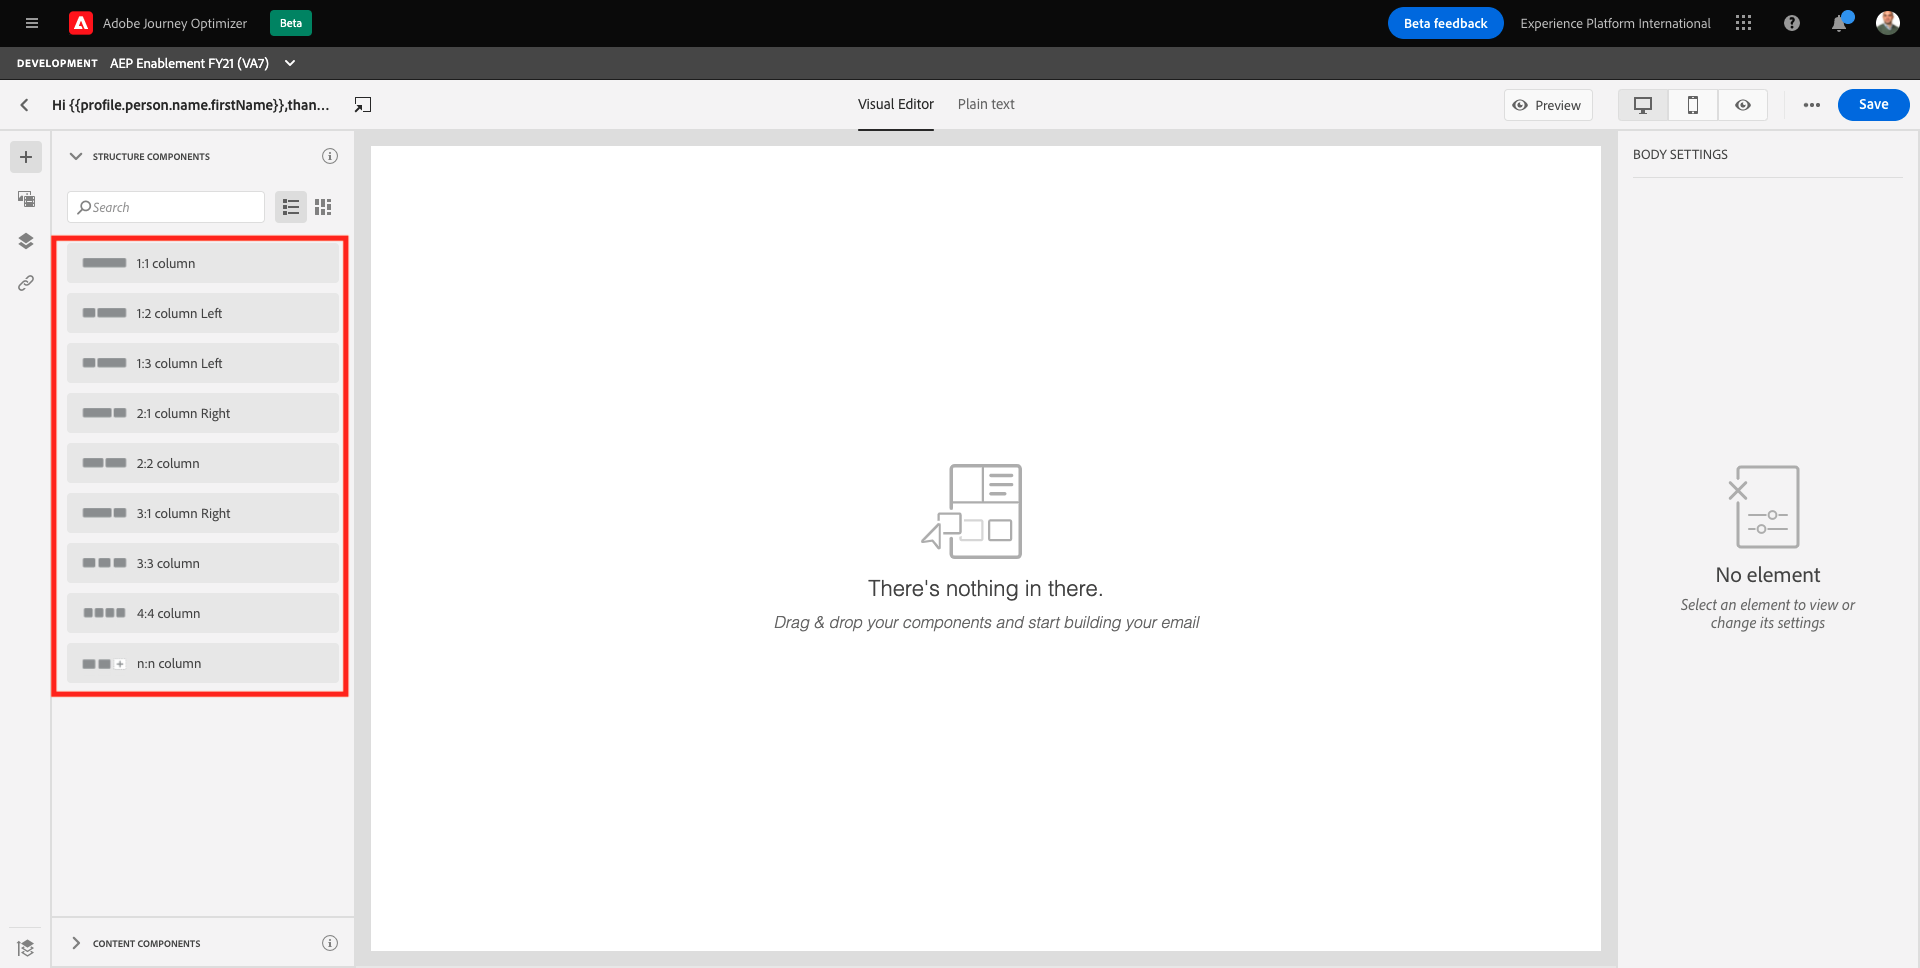 Adobe Journey Optimizer
Beta
Beta feedback
Experience Platform International
DEVELOPMENT
AEP Enablement FY21 (VA7)
Hi {{profile.person.name.firstName}},than...
Visual Editor
Plain text
Preview
Save
STRUCTURE COMPONENTS
Search
1:1 column
1:2 column Left
1:3 column Left
2:1 column Right
2:2 column
3:1 column Right
3:3 column
4:4 column
n:n column
CONTENT COMPONENTS
There's nothing in there.
Drag & drop your components and start building your email
BODY SETTINGS
No element
Select an element to view or
change its settings